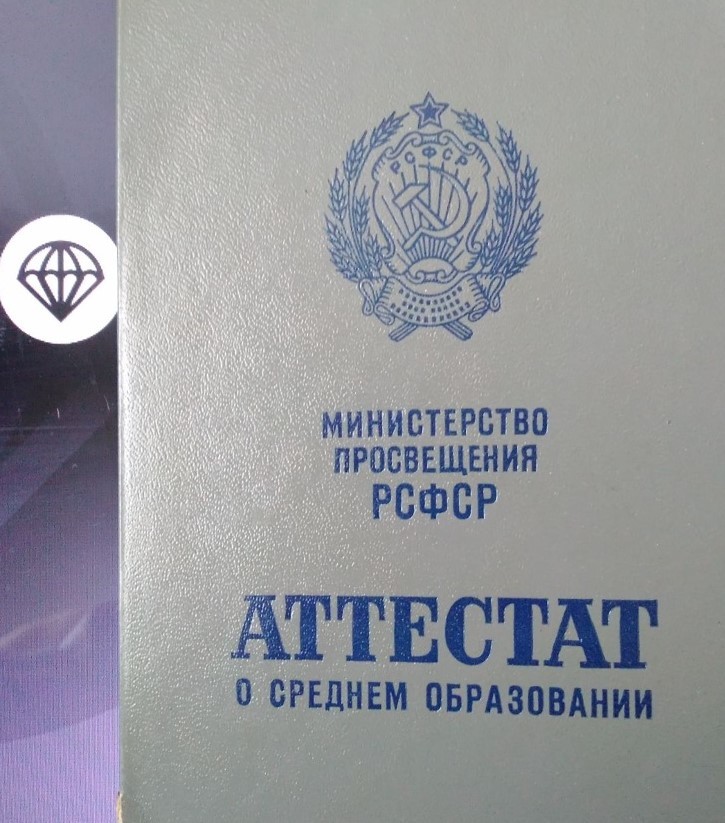 РСФСР
МИНИСТЕРСТВО
ПРОСВЕЩЕНИЯ
РСФСР
АТТЕСТАТ
О СРЕДНЕМ ОБРАЗОВАНИИ